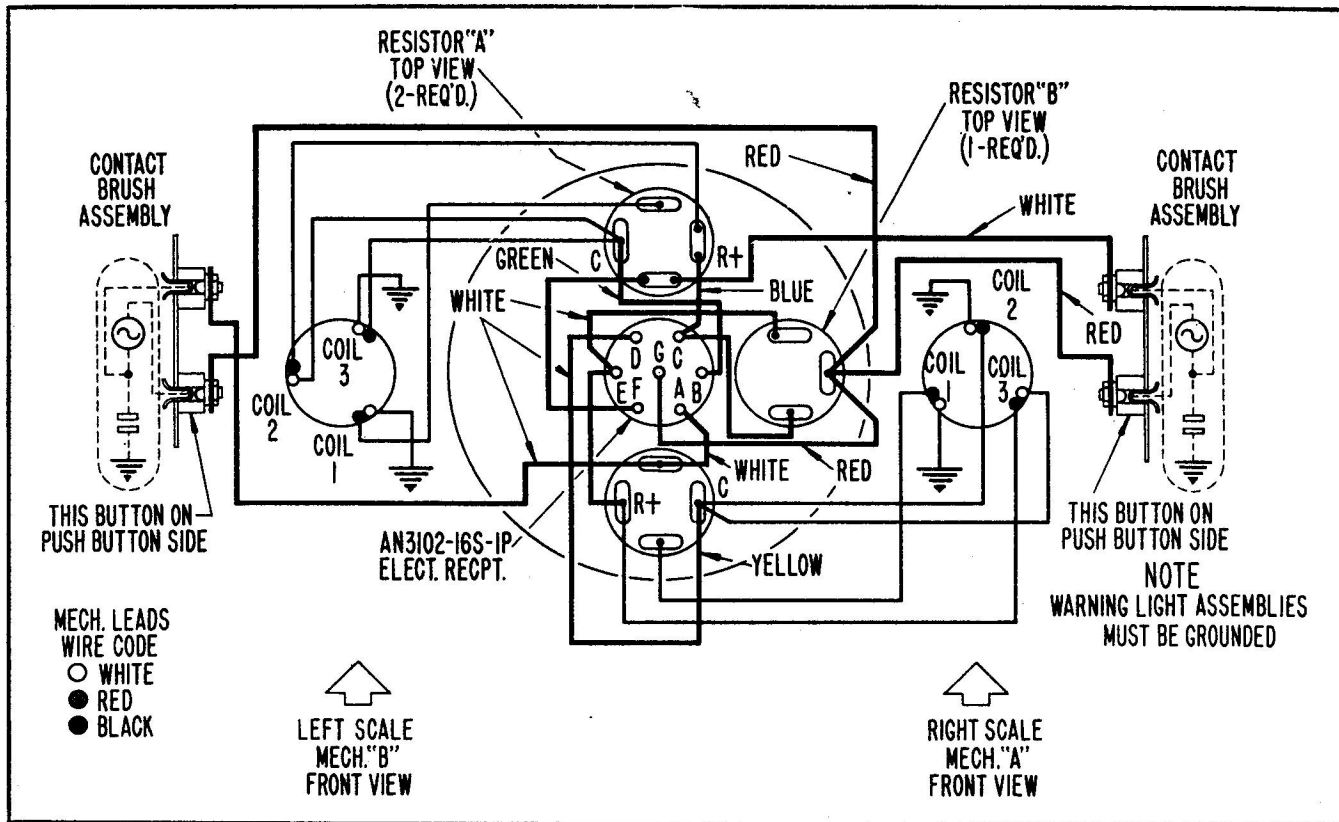 RESISTOR"A"
TOP VIEW
(2-REQ'D.)
RESISTOR"B"
TOP VIEW
(1-REQ'D.)
RED
CONTACT
BRUSH
ASSEMBLY
CONTACT
BRUSH
ASSEMBLY
WHITE
C
R+
GREEN
BLUE
WHITE
COIL
2
RED
COIL
3
COIL
2
COIL
1
D
G
C
E
F
A
B
COIL
1
COIL
3
WHITE
RED
R+
C
THIS BUTTON ON
PUSH BUTTON SIDE
AN3102-16S-1P
ELECT. RECPT.
YELLOW
THIS BUTTON ON
PUSH BUTTON SIDE
NOTE
WARNING LIGHT ASSEMBLIES
MUST BE GROUNDED
MECH. LEADS
WIRE CODE
WHITE
RED
BLACK
LEFT SCALE
MECH."B"
FRONT VIEW
RIGHT SCALE
MECH."A"
FRONT VIEW